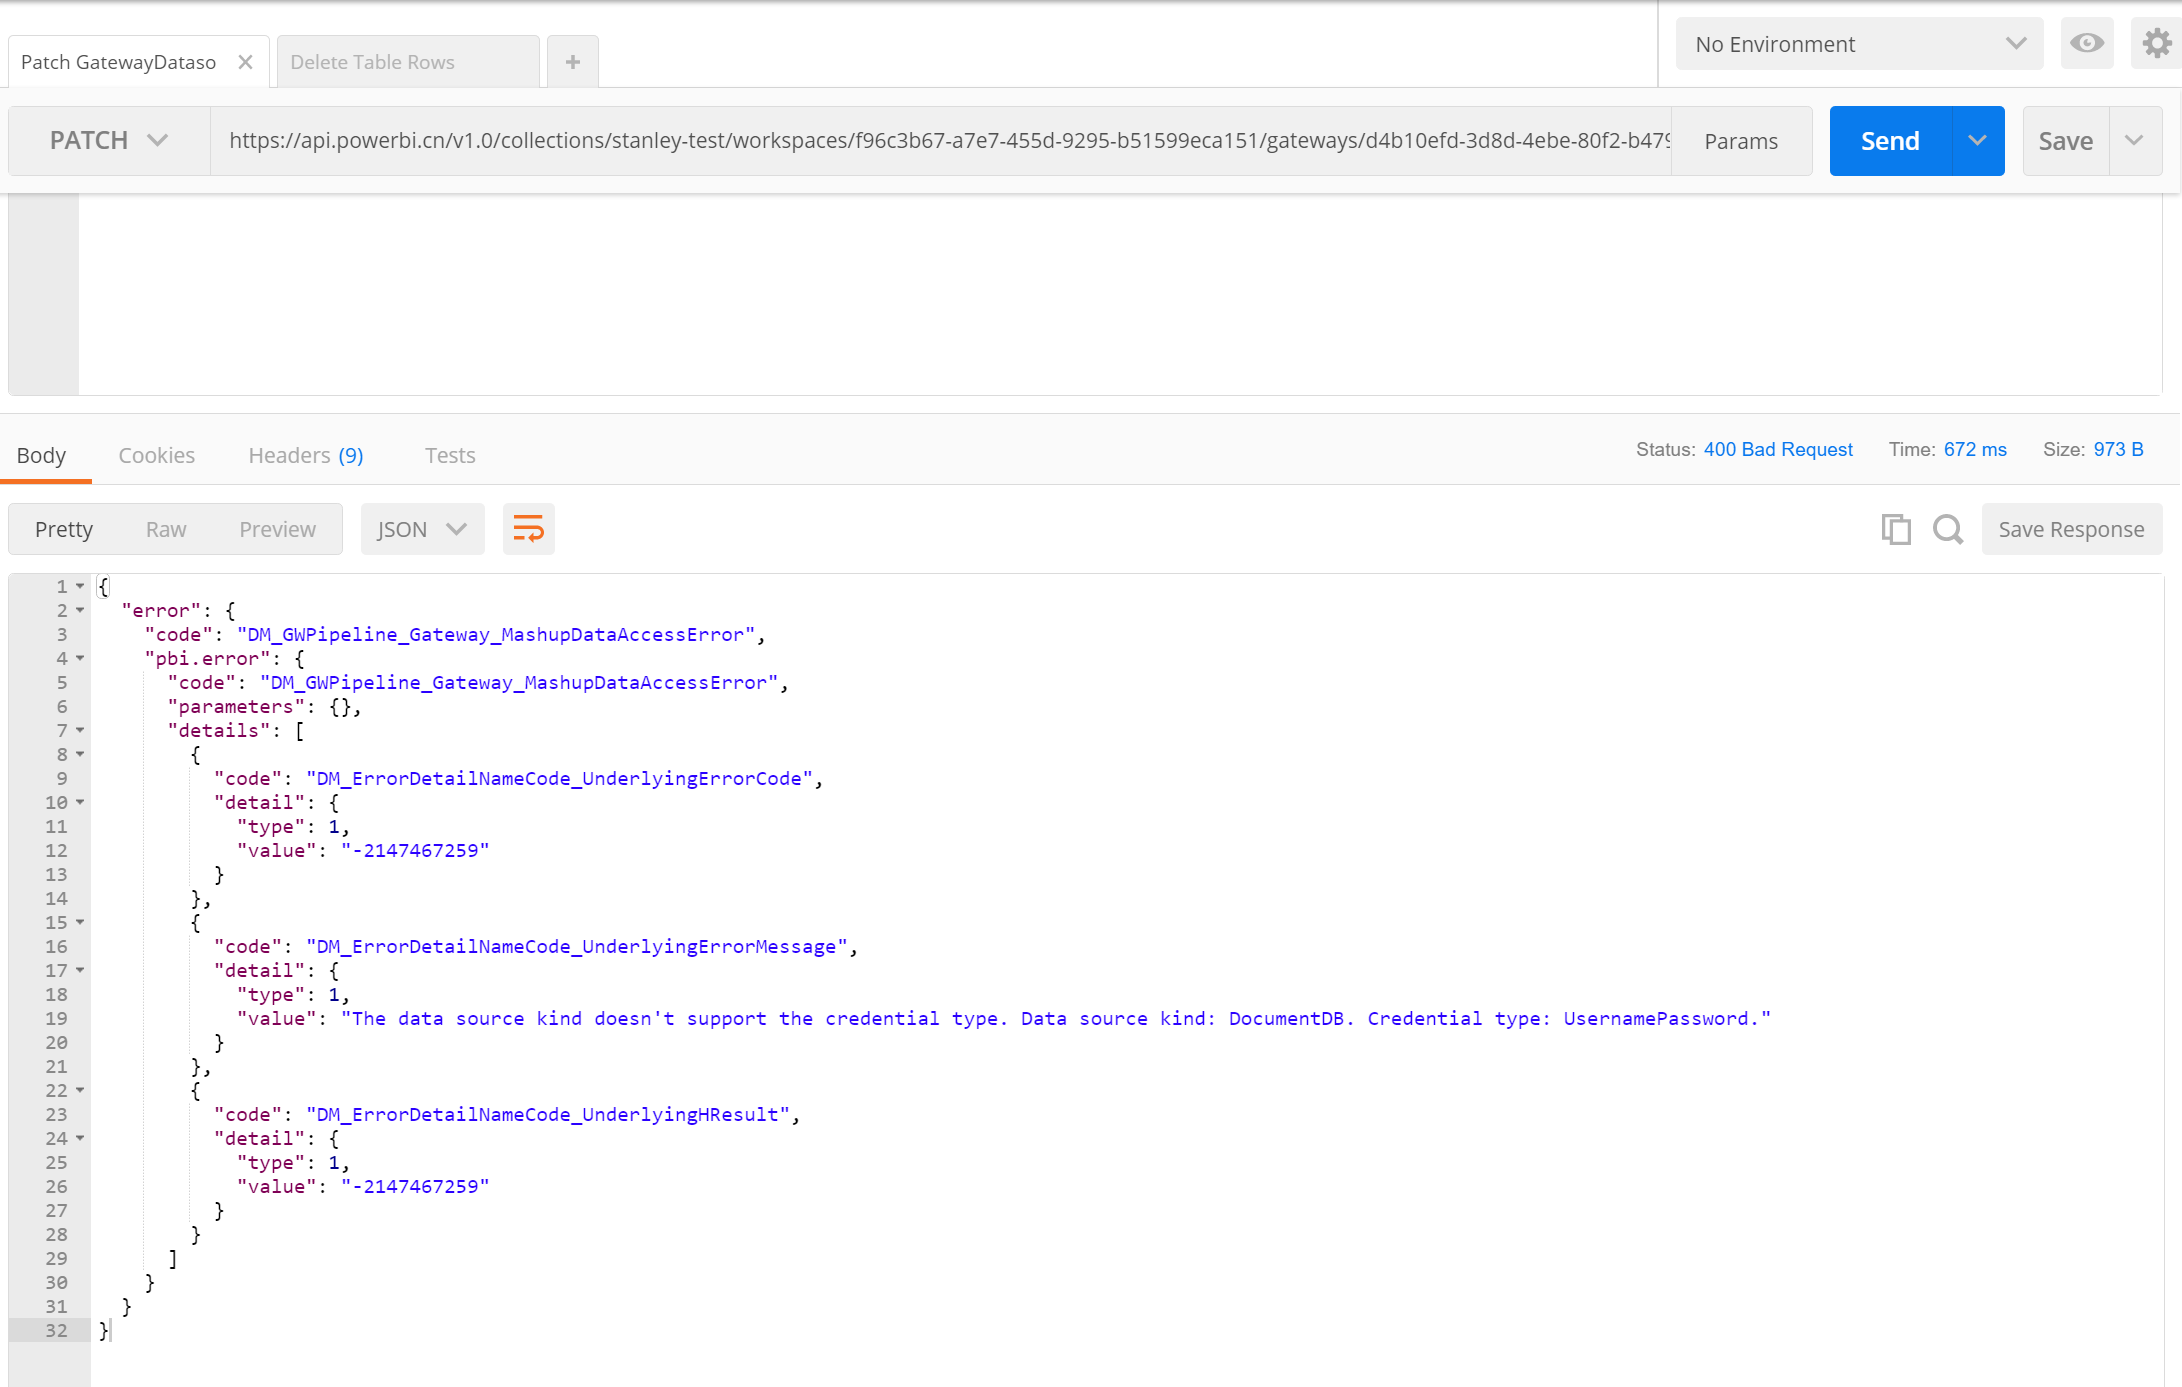 Patch GatewayDataso
Delete Table Rows
No Environment
PATCH
https://api.powerbi.cn/v1.0/collections/stanley-test/workspaces/f96c3b67-a7e7-455d-9295-b51599eca151/gateways/d4b10efd-3d8d-4ebe-80f2-b479
Params
Send
Save
Body
Cookies
Headers (9)
Tests
Status: 400 Bad Request
Time: 672 ms
Size: 973 B
Pretty
Raw
Preview
JSON
Save Response
1 {
2 "error": {
3 "code": "DM_GWPipeline_Gateway_MashupDataAccessError",
4 "pbi.error": {
5 "code": "DM_GWPipeline_Gateway_MashupDataAccessError",
6 "parameters": {},
7 "details": [
8 {
9 "code": "DM_ErrorDetailNameCode_UnderlyingErrorCode",
10 "detail": {
11 "type": 1,
12 "value": "-2147467259"
13 }
14 },
15 {
16 "code": "DM_ErrorDetailNameCode_UnderlyingErrorMessage",
17 "detail": {
18 "type": 1,
19 "value": "The data source kind doesn't support the credential type. Data source kind: DocumentDB. Credential type: UsernamePassword."
20 }
21 },
22 {
23 "code": "DM_ErrorDetailNameCode_UnderlyingHResult",
24 "detail": {
25 "type": 1,
26 "value": "-2147467259"
27 }
28 }
29 ]
30 }
31 }
32 }